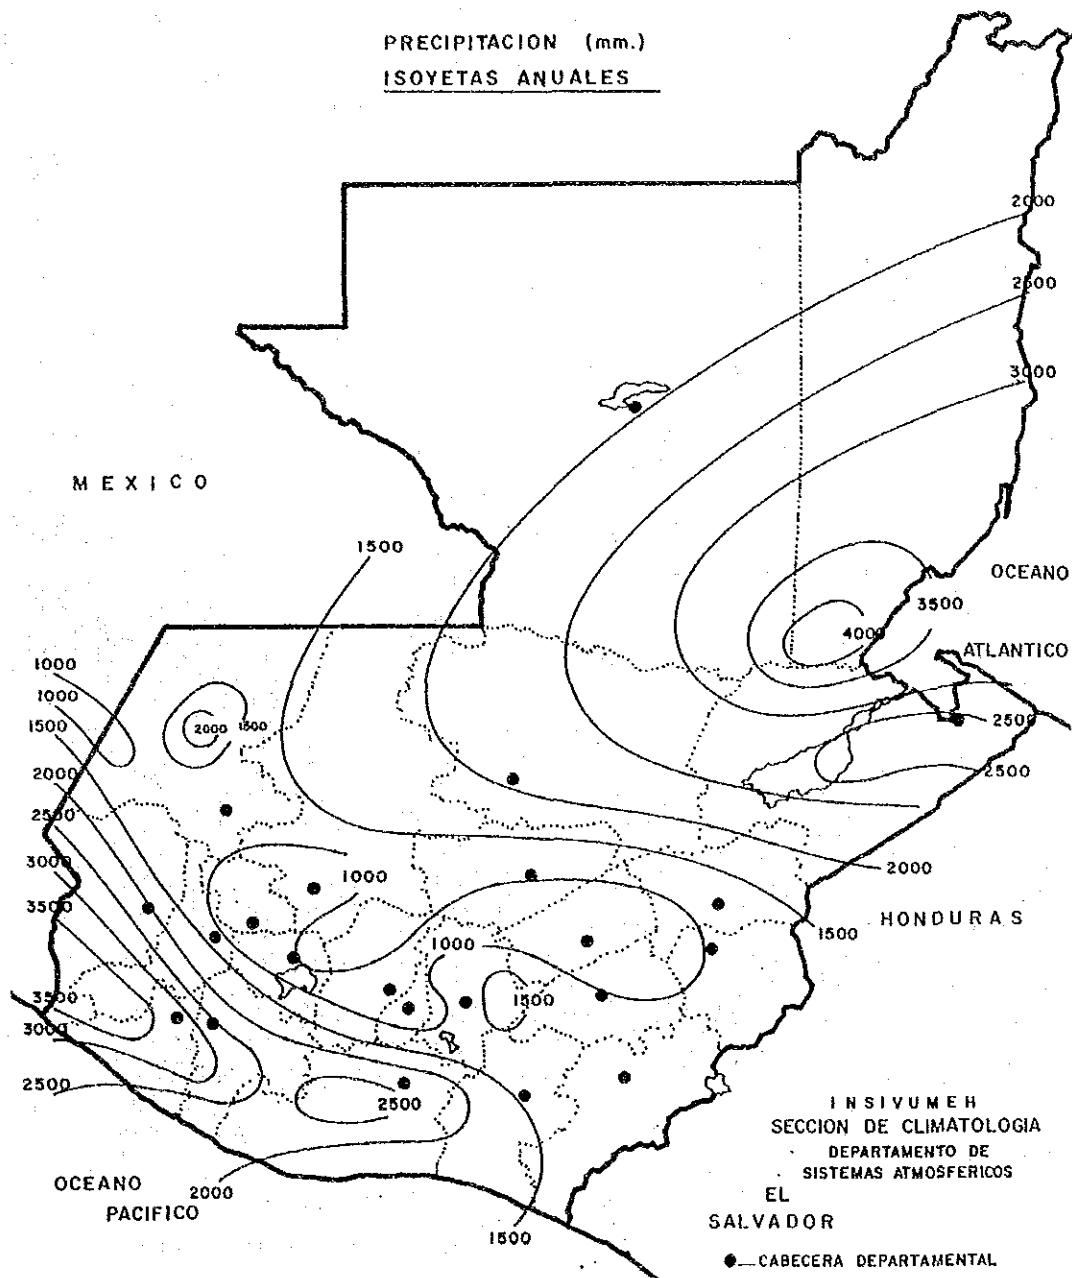 PRECIPITACION (mm.)
ISOYETAS ANUALES
2000
2500
3000
MEXICO
1500
OCEANO
3500
4000
ATLANTICO
1000
1000
1500
2000
1500
2500
2500
2000
2500
3000
3500
1000
2000
HONDURAS
1500
1000
1500
3500
3000
2500
2500
INSIVUMEH
SECCION DE CLIMATOLOGIA
DEPARTAMENTO DE
SISTEMAS ATMOSFERICOS
OCEANO
PACIFICO
2000
EL
SALVADOR
1500
CABECERA DEPARTAMENTAL